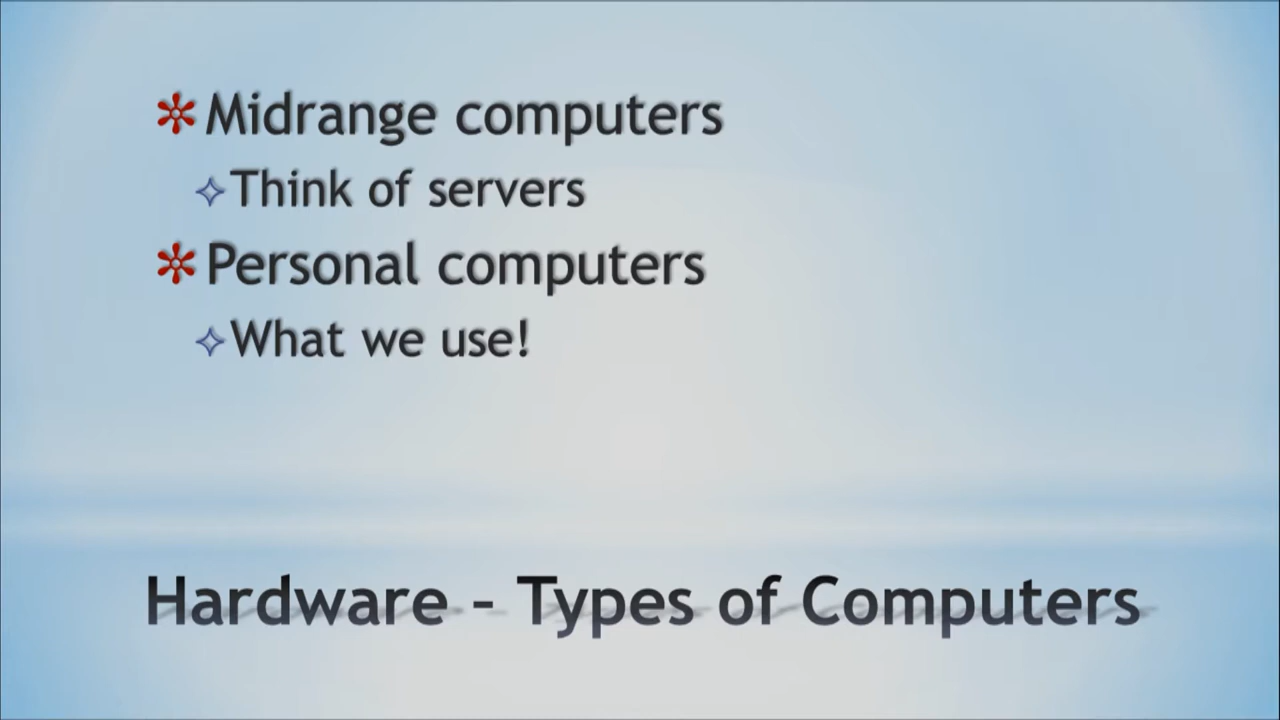 Midrange computers
Think of servers
Personal computers
What we use!
Hardware – Types of Computers